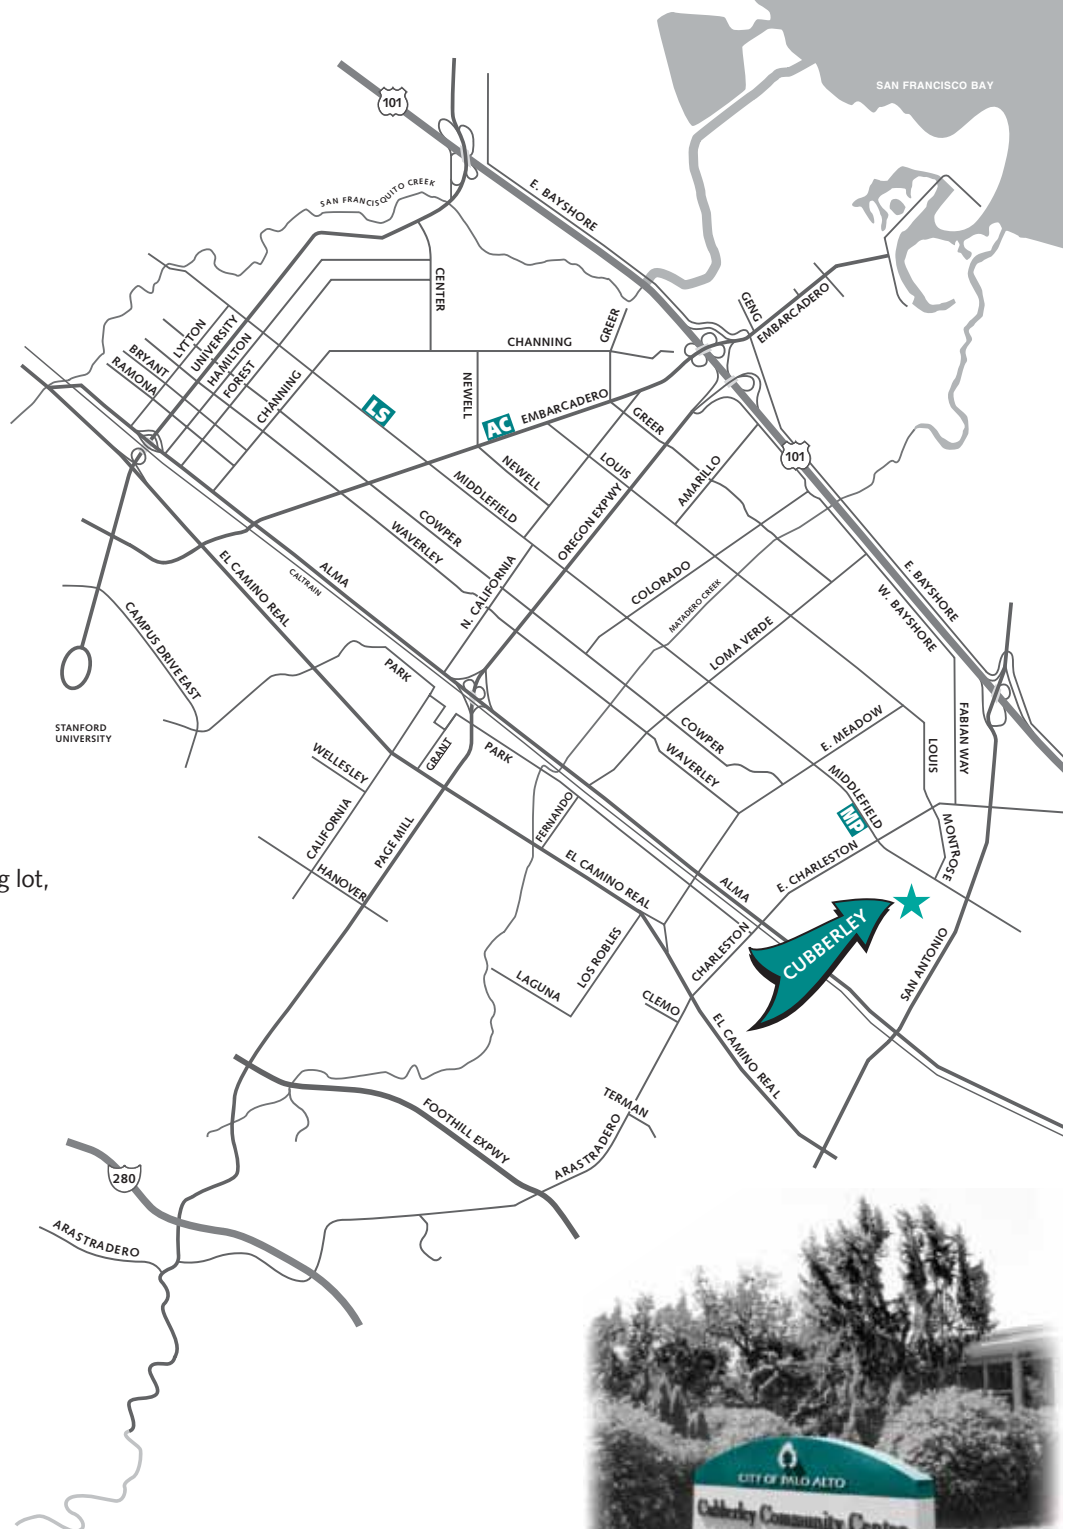 SAN FRANCISCO BAY
101
SAN FRANCISQUITO CREEK
E. BAYSHORE
CENTER
GENG
EMBARCADERO
GREER
CHANNING
LYTTON
UNIVERSITY
HAMILTON
FOREST
BRYANT
RAMONA
CHANNING
LS
NEWELL
AC
EMBARCADERO
GREER
101
NEWELL
LOUIS
AMARILLO
MIDDLEFIELD
OREGON EXPWY
COWPER
WAVERLEY
EL CAMINO REAL
ALMA
CALTRAIN
N. CALIFORNIA
COLORADO
MATADERO CREEK
LOMA VERDE
E. BAYSHORE
W. BAYSHORE
CAMPUS DRIVE EAST
STANFORD
UNIVERSITY
PARK
GRANT
PARK
WELLESLEY
CALIFORNIA
PAGE MILL
HANOVER
COWPER
WAVERLEY
E. MEADOW
LOUIS
FABIAN WAY
MIDDLEFIELD
MP
MONTROSE
FERNANDO
EL CAMINO REAL
ALMA
E. CHARLESTON
g lot,
CUBBERLEY
CHARLESTON
LOS ROBLES
LAGUNA
CLEMO
SAN ANTONIO
EL CAMINO REAL
TERMAN
ARASTRADERO
FOOTHILL EXPWY
280
ARASTRADERO
CITY OF PALO ALTO
Cubberley Community Center